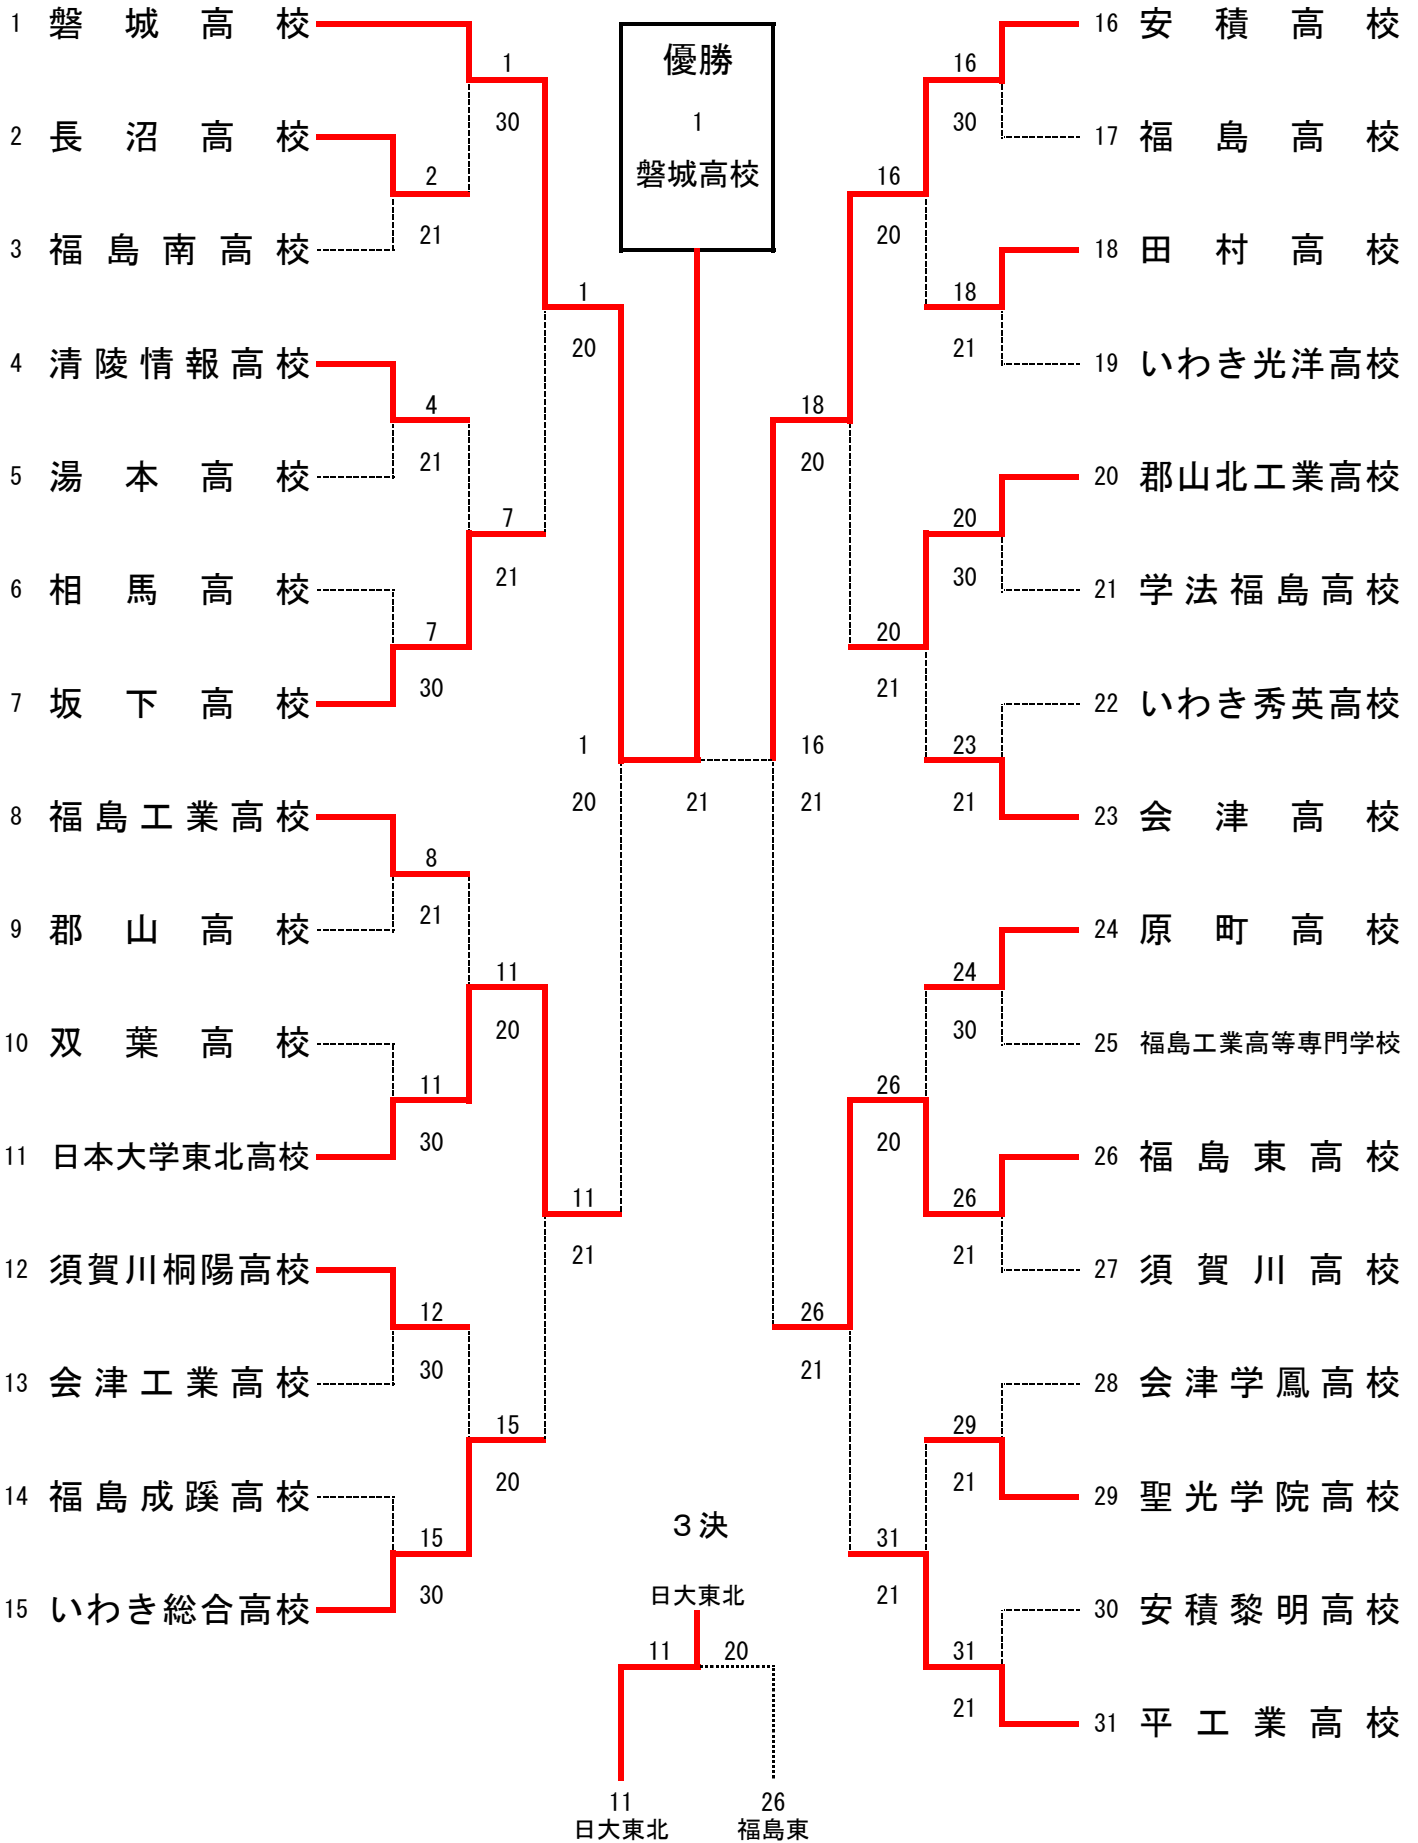 1 磐城高校
1
30
2 長沼高校
2
21
3 福島南高校
1
20
4 清陵情報高校
4
21
5 湯本高校
7
21
6 相馬高校
7
30
7 坂下高校
1
20
8 福島工業高校
8
21
9 郡山高校
11
20
10 双葉高校
11
30
11 日本大学東北高校
11
21
12 須賀川桐陽高校
12
30
13 会津工業高校
15
20
14 福島成蹊高校
15
30
15 いわき総合高校
優勝
1
磐城高校
21
16 安積高校
16
30
17 福島高校
16
20
18 田村高校
18
21
19 いわき光洋高校
18
20
20 郡山北工業高校
20
30
21 学法福島高校
20
21
22 いわき秀英高校
23
21
23 会津高校
16
21
24 原町高校
24
30
25 福島工業高等専門学校
26
20
26 福島東高校
26
21
27 須賀川高校
26
21
28 会津学鳳高校
29
21
29 聖光学院高校
31
21
30 安積黎明高校
31
21
31 平工業高校
3決
日大東北
11 20
11 26
日大東北 福島東